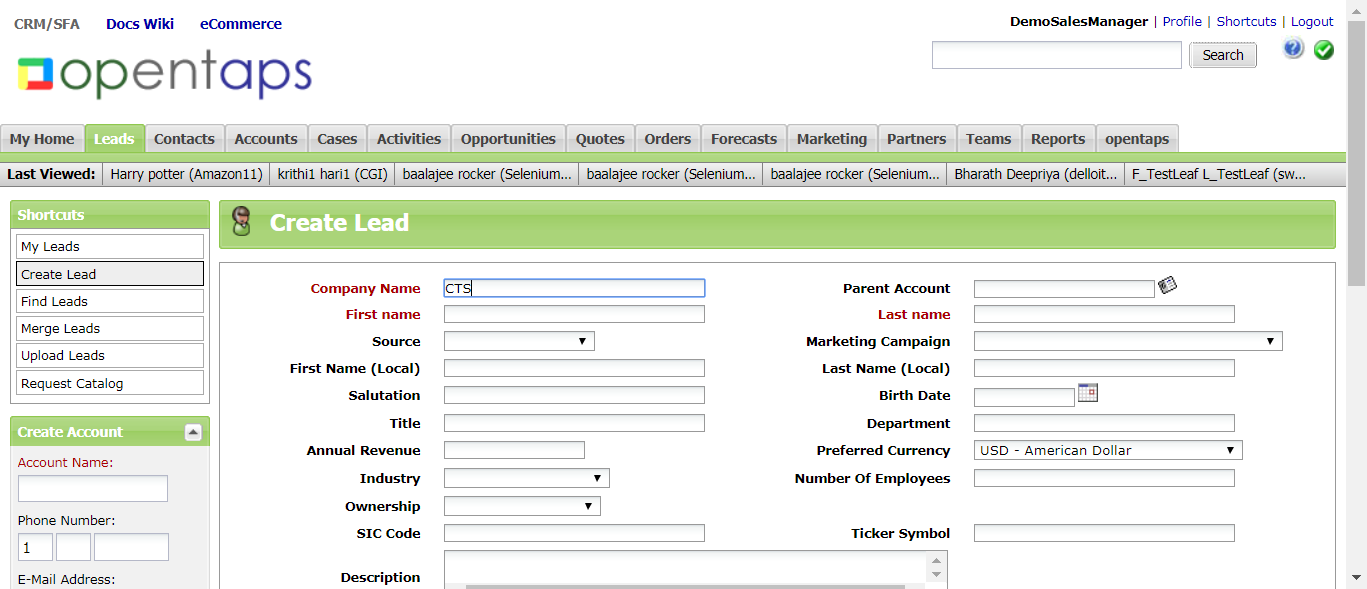 CRM/SFA Docs Wiki eCommerce
DemoSalesManager | Profile | Shortcuts | Logout
opentaps
Search
My Home Leads Contacts Accounts Cases Activities Opportunities Quotes Orders Forecasts Marketing Partners Teams Reports opentaps
Last Viewed: Harry potter (Amazon11) krithi1 hari1 (CGI) baalajee rocker (Selenium... baalajee rocker (Selenium... baalajee rocker (Selenium... Bharath Deepriya (delloit... F_TestLeaf L_TestLeaf (sw...
Shortcuts
My Leads
Create Lead
Find Leads
Merge Leads
Upload Leads
Request Catalog
Create Account
Account Name:
Phone Number:
1
E-Mail Address:
Create Lead
Company Name CTS Parent Account
First name Last name
Source Marketing Campaign
First Name (Local) Last Name (Local)
Salutation Birth Date
Title Department
Annual Revenue Preferred Currency USD - American Dollar
Industry Number Of Employees
Ownership
SIC Code Ticker Symbol
Description